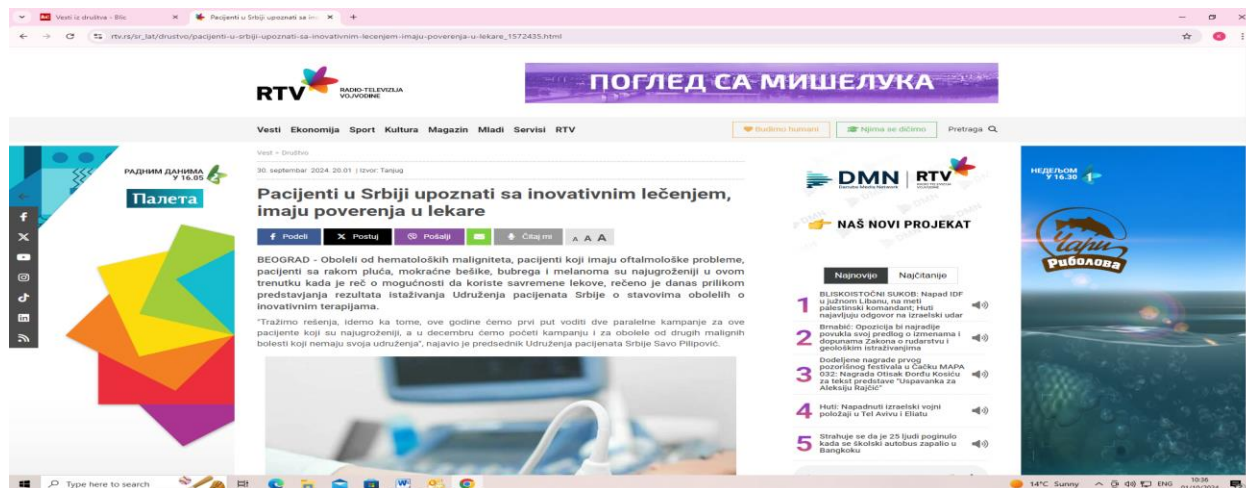 Vesti iz društva - Blic
Pacijenti u Srbiji upoznati sa ino
rtv.rs/sr_lat/drustvo/pacijenti-u-srbiji-upoznati-sa-inovativnim-lecenjem-imaju-poverenja-u-lekare_1572435.html
RTV
RADIO-TELEVIZIJA
VOJVODINE
ПОГЛЕД СА МИШЕЛУКА
Vesti Ekonomija Sport Kultura Magazin Mladi Servisi RTV
Budimo humani
Njima se dičimo
Pretraga
Vest • Društvo
30. septembar 2024. 20.01 | Izvor: Tanjug
Pacijenti u Srbiji upoznati sa inovativnim lečenjem,
imaju poverenja u lekare
Podeli
Postuj
Pošalji
Čitaj mi
A A A
BEOGRAD - Oboleli od hematoloških maligniteta, pacijenti koji imaju oftalmološke probleme,
pacijenti sa rakom pluća, mokraćne bešike, bubrega i melanoma su najugroženiji u ovom
trenutku kada je reč o mogućnosti da koriste savremene lekove, rečeno je danas prilikom
predstavljanja rezultata istaživanja Udruženja pacijenata Srbije o stavovima obolelih o
inovativnim terapijama.
"Tražimo rešenja, idemo ka tome, ove godine ćemo prvi put voditi dve paralelne kampanje za ove
pacijente koji su najugroženiji, a u decembru ćemo početi kampanju i za obolele od drugih malignih
bolesti koji nemaju svoja udruženja", najavio je predsednik Udruženja pacijenata Srbije Savo Pilipović.
РАДНИМ ДАНИМА
У 16.05
Палета
DMN
Danube Media Network
RTV
NAŠ NOVI PROJEKAT
Najnovije
Najčitanije
1
BLISKOISTOČNI SUKOB: Napad IDF
u južnom Libanu, na meti
palestinski komandant; Huti
najavljuju odgovor na izraelski udar
2
Brnabić: Opozicija bi najradije
povukla svoj predlog o izmenama i
dopunama Zakona o rudarstvu i
geološkim istraživanjima
3
Dodeljene nagrade prvog
pozorišnog festivala u Čačku MAPA
032: Nagrada Otisak Đorđu Kosiću
za tekst predstave "Uspavanka za
Aleksiju Rajčić"
4
Huti: Napadnuti izraelski vojni
položaji u Tel Avivu i Eliatu
5
Strahuje se da je 25 ljudi poginulo
kada se školski autobus zapalio u
Bangkoku
НЕДЕЉОМ
У 16.30
Чари
Риболова
Type here to search
14°C Sunny
ENG
10:36
01/10/2024